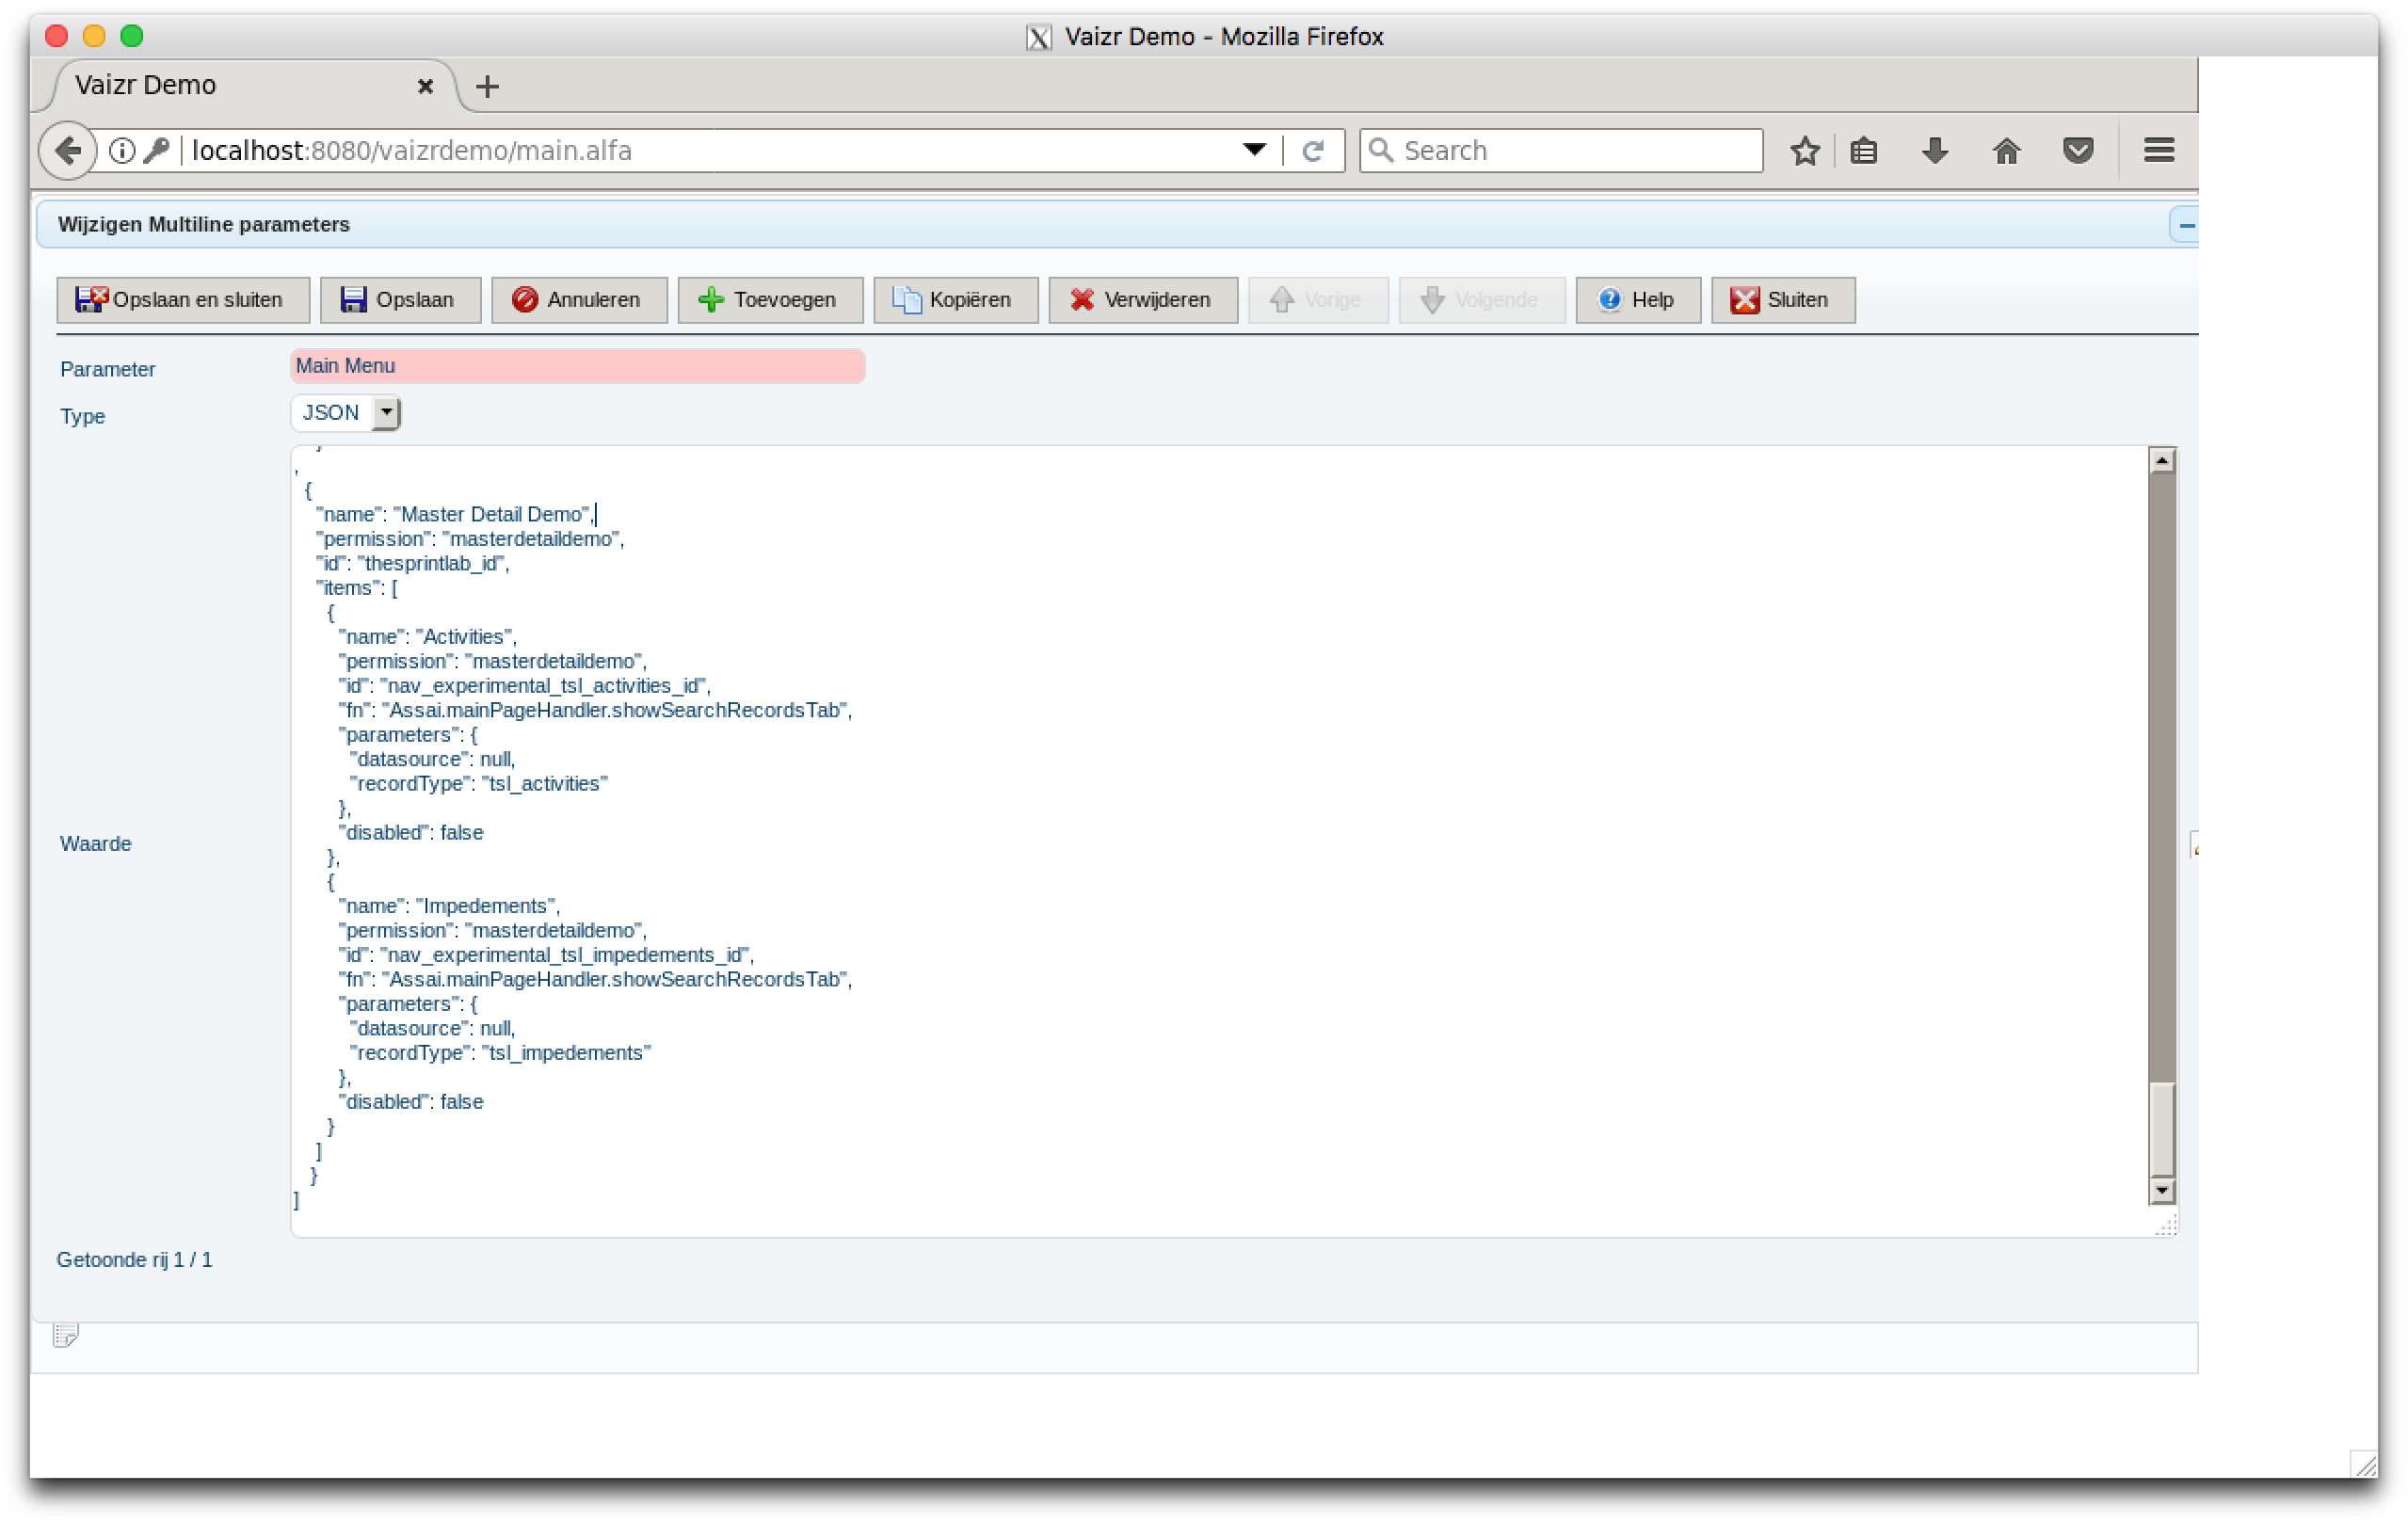 Vaizr Demo - Mozilla Firefox
Vaizr Demo
localhost:8080/vaizrdemo/main.alfa
Search
Wijzigen Multiline parameters
Opslaan en sluiten Opslaan Annuleren Toevoegen Kopiëren Verwijderen Vorige Volgende Help Sluiten
Parameter Main Menu
Type JSON
Waarde
}
,
{
"name": "Master Detail Demo",
"permission": "masterdetaildemo",
"id": "thesprintlab_id",
"items": [
{
"name": "Activities",
"permission": "masterdetaildemo",
"id": "nav_experimental_tsl_activities_id",
"fn": "Assai.mainPageHandler.showSearchRecordsTab",
"parameters": {
"datasource": null,
"recordType": "tsl_activities"
},
"disabled": false
},
{
"name": "Impedements",
"permission": "masterdetaildemo",
"id": "nav_experimental_tsl_impedements_id",
"fn": "Assai.mainPageHandler.showSearchRecordsTab",
"parameters": {
"datasource": null,
"recordType": "tsl_impedements"
},
"disabled": false
}
]
}
]
Getoonde rij 1 / 1